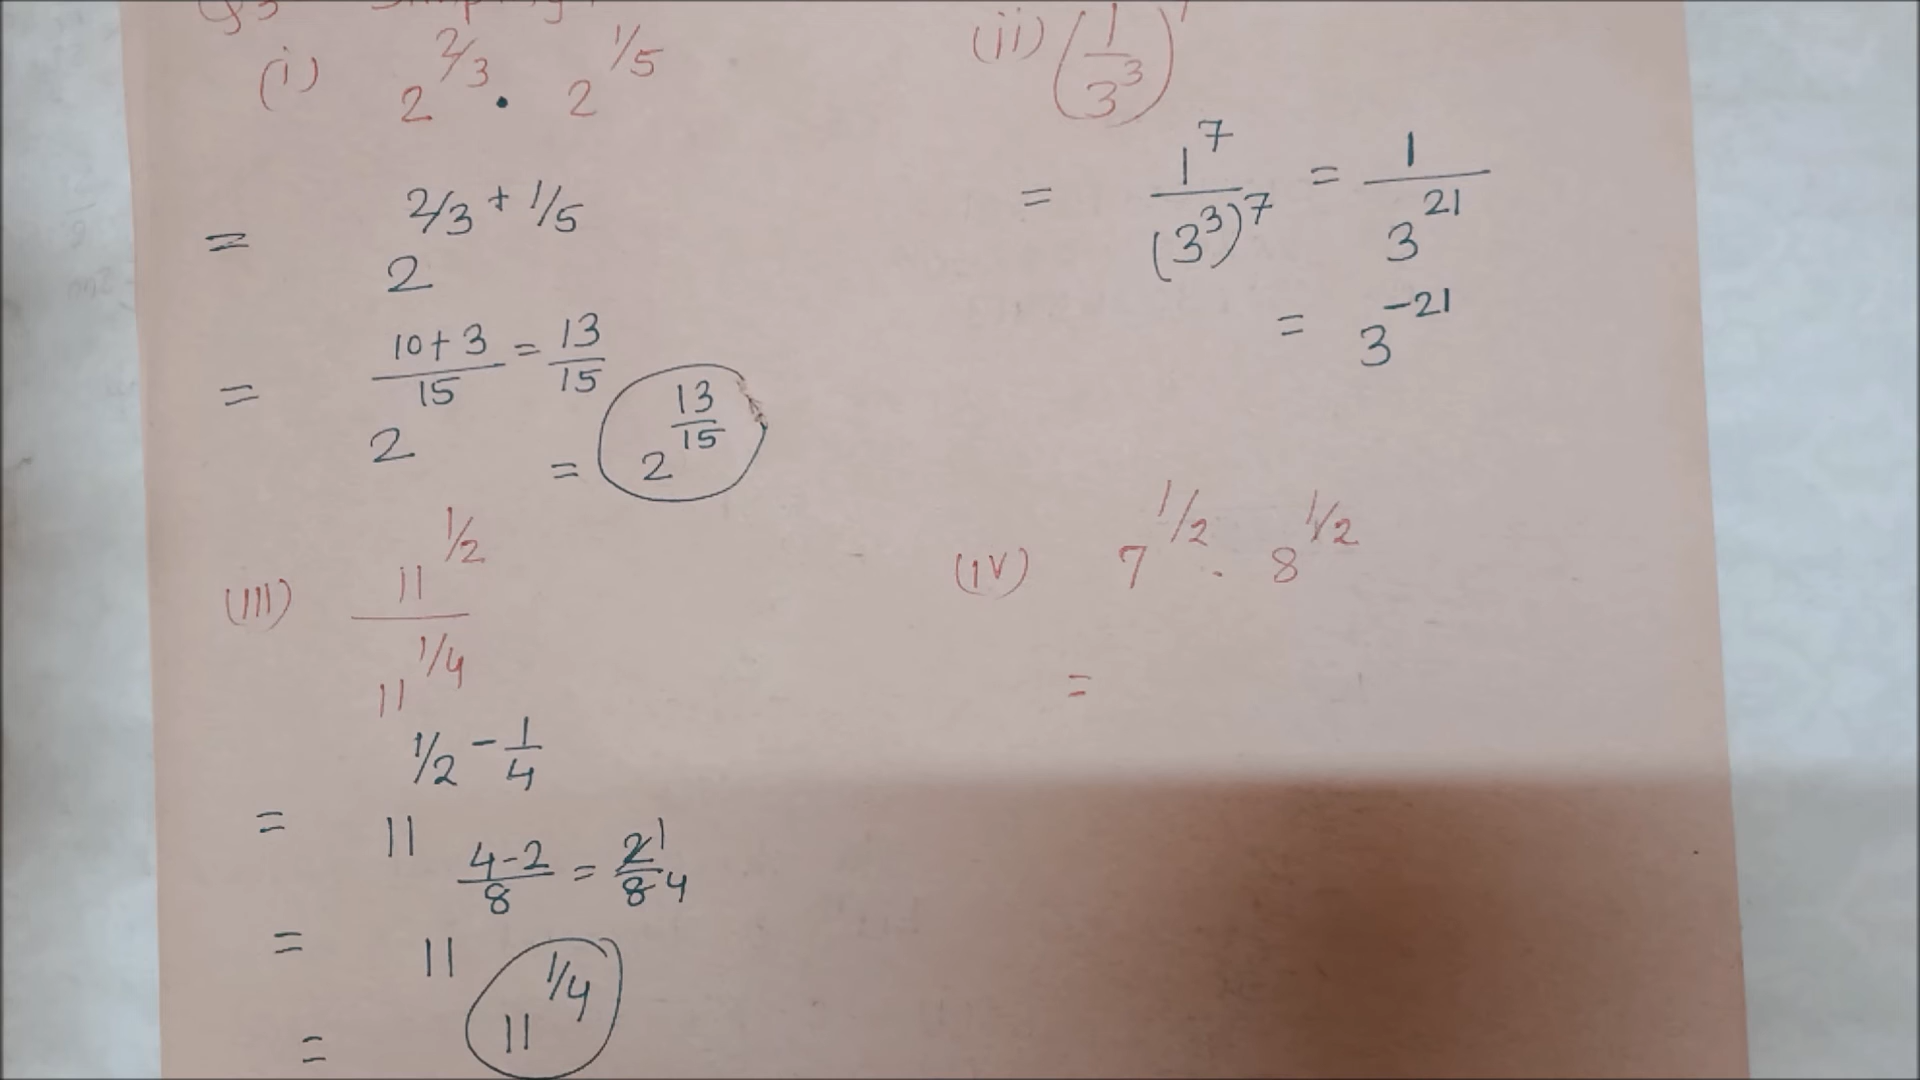 (i) 2^2/3 · 2^1/5
= 2^2/3 + 1/5
= 2^(10+3)/15 = 13/15
= 2^13/15
(ii) (1/3^3)
= 1^7/(3^3)^7 = 1/3^21
= 3^-21
(III) 11^1/2 / 11^1/4
= 11^1/2 - 1/4
= 11^(4-2)/8 = 2/8 1/4
= 11^1/4
(IV) 7^1/2 . 8^1/2
=